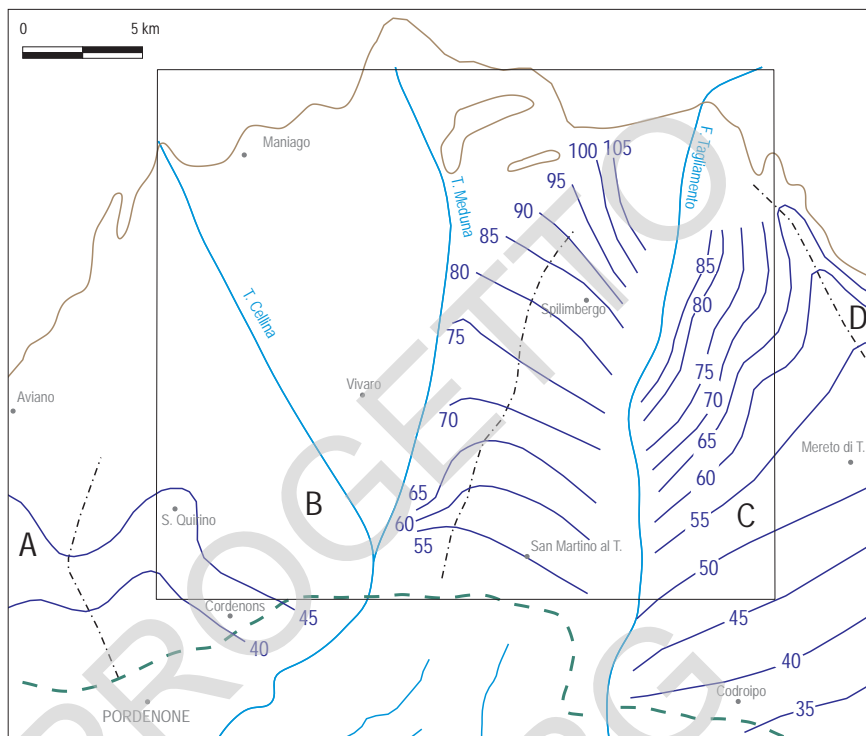 0 5 km
Maniago
100 105
95
90
85
80
F. Tagliamento
T. Meduna
T. Cellina
Spilimbergo
85
80
D
75
75
Aviano
Vivaro
70
70
65
Mereto di T.
60
65
60
55
S. Quirino
B
A
55
C
San Martino al T.
50
Cordenons
45
45
40
40
Codroipo
35
PORDENONE
PROGETTO
RG